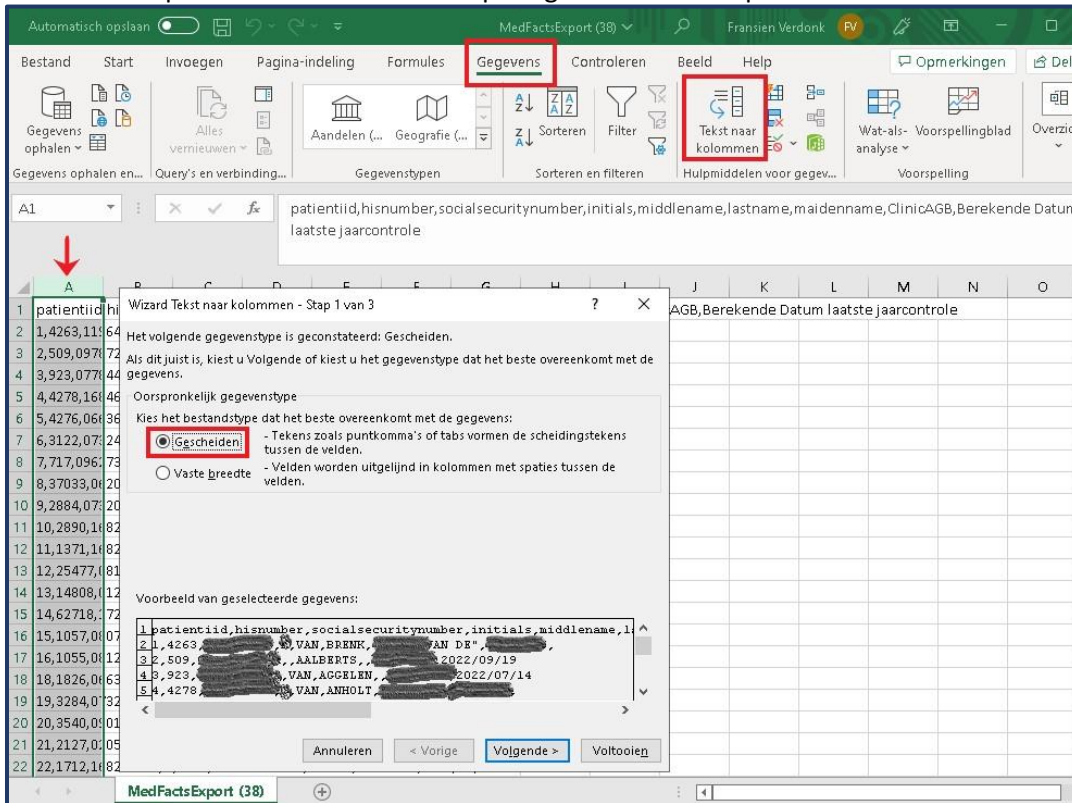 Automatisch opslaan
MedFactsExport (38)
Fransien Verdonk
FV
Bestand Start Invoegen Pagina-indeling Formules Gegevens Controleren Beeld Help Opmerkingen Del
Gegevens ophalen
Alles vernieuwen
Aandelen (... Geografie (...
Sorteren
Filter
Tekst naar kolommen
Wat-als-analyse
Voorspellingblad
Overzic
Gegevens ophalen en... Query's en verbinding... Gegevenstypen Sorteren en filteren Hulpmiddelen voor gegev... Voorspelling
A1
fx
patientiid,hisnumber,socialsecuritynumber,initials,middlename,lastname,maidenname,ClinicAGB,Berekende Datum
laatste jaarcontrole
A J K L M N O
1 patientiid hi AGB,Berekende Datum laatste jaarcontrole
2 1,4263,11
3 2,509,097
4 3,923,077
5 4,4278,16
6 5,4276,06
7 6,3122,07
8 7,717,096
9 8,37033,0
10 9,2884,07
11 10,2890,1
12 11,1371,1
13 12,25477,
14 13,14808,
15 14,62718,
16 15,1057,0
17 16,1055,0
18 18,1826,0
19 19,3284,0
20 20,3540,0
21 21,2127,0
22 22,1712,1
Wizard Tekst naar kolommen - Stap 1 van 3 ? ×
Het volgende gegevenstype is geconstateerd: Gescheiden.
Als dit juist is, kiest u Volgende of kiest u het gegevenstype dat het beste overeenkomt met de
gegevens.
Oorspronkelijk gegevenstype
Kies het bestandstype dat het beste overeenkomt met de gegevens:
Gescheiden - Tekens zoals puntkomma's of tabs vormen de scheidingstekens
tussen de velden.
Vaste breedte - Velden worden uitgelijnd in kolommen met spaties tussen de
velden.
Voorbeeld van geselecteerde gegevens:
1 patientiid,hisnumber,socialsecuritynumber,initials,middlename,l
2 1,4263, ,VAN,BRENK, VAN DE", ,
3 2,509, ,,AALBERTS,, 2022/09/19
4 3,923, ,VAN,AGGELEN,, 2022/07/14
5 4,4278, ,VAN,ANHOLT,
Annuleren < Vorige Volgende > Voltooien
MedFactsExport (38)